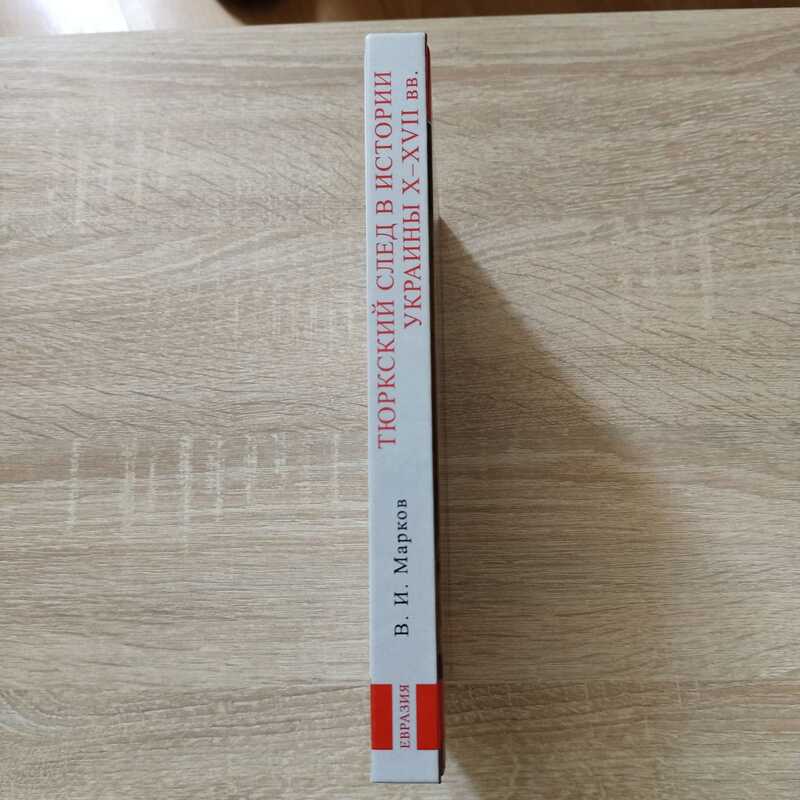 ТЮРКСКИЙ СЛЕД В ИСТОРИИ
УКРАИНЫ X–XVII вв.
В. И. Марков
ЕВРАЗИЯ